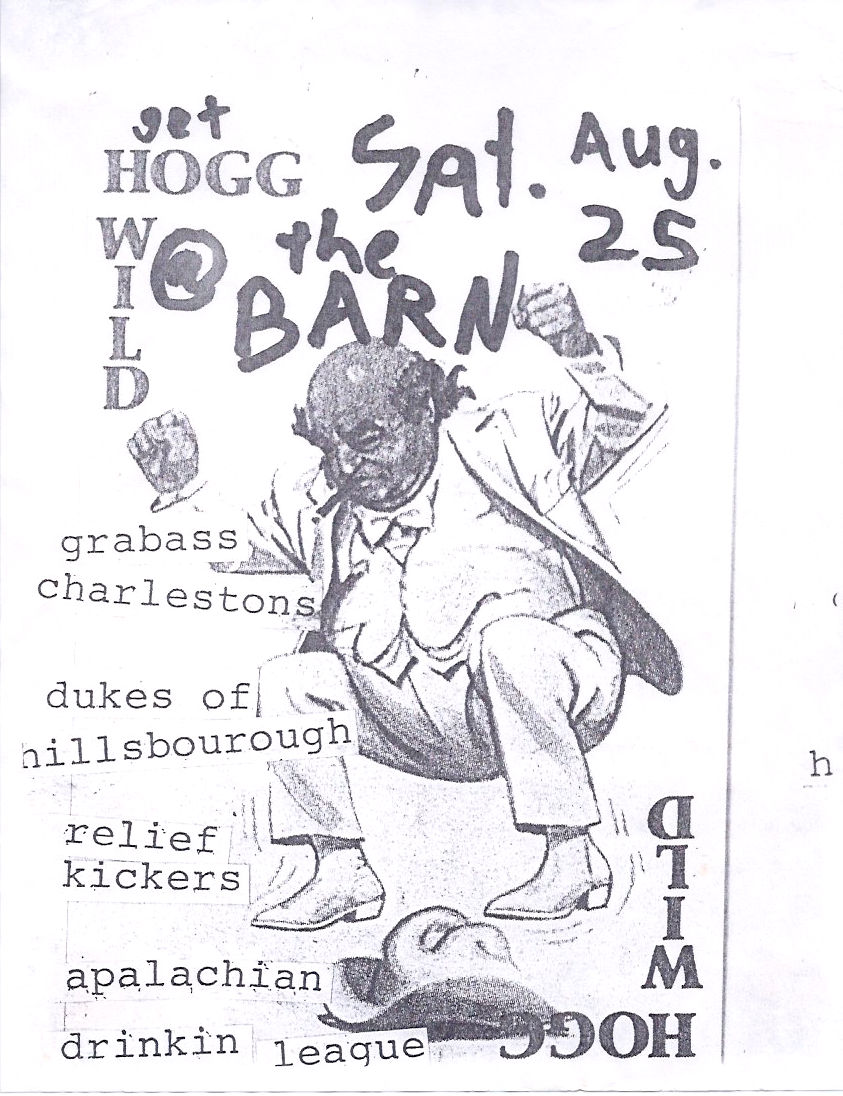 get
HOGG
WILD
@ the
BARN
Sat. Aug.
25
grabass
charlestons
dukes of
hillsbourough
relief
kickers
apalachian
drinkin league
HOGG
WILD
h